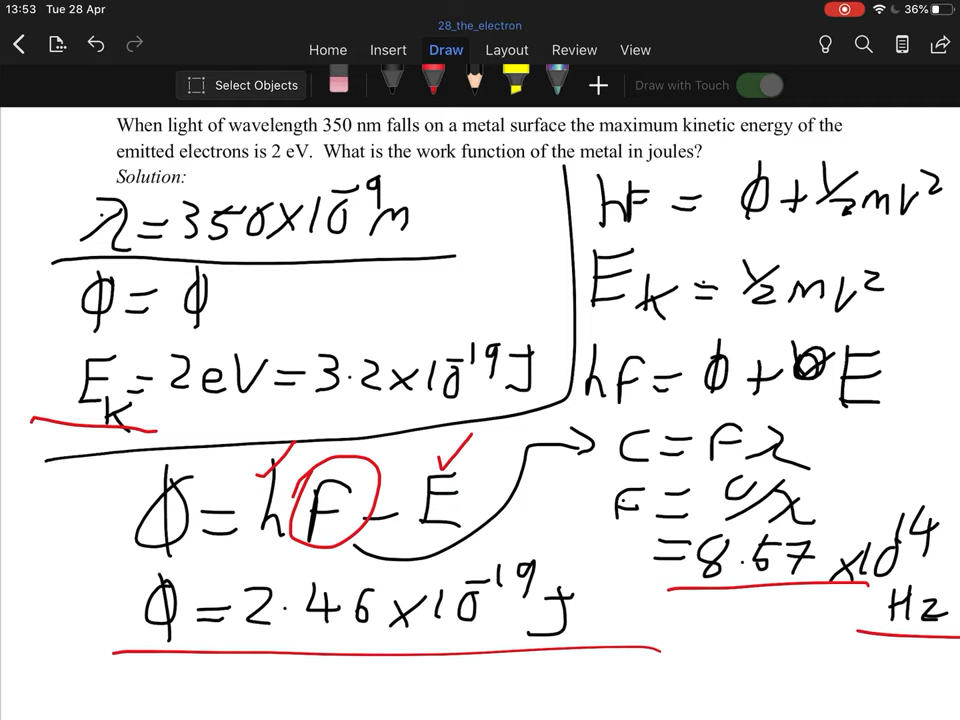 13:53 Tue 28 Apr 36%
28_the_electron
Home Insert Draw Layout Review View
Select Objects Draw with Touch
When light of wavelength 350 nm falls on a metal surface the maximum kinetic energy of the
emitted electrons is 2 eV. What is the work function of the metal in joules?
Solution:
λ = 350×10⁻⁹m
ϕ = ϕ
Eₖ = 2eV = 3.2×10⁻¹⁹J
hF = ϕ + ½mv²
Eₖ = ½mv²
hf = ϕ + E
ϕ = hF - E
C = Fλ
F = c/λ
= 8.57 ×10¹⁴
Hz
ϕ = 2.46×10⁻¹⁹J